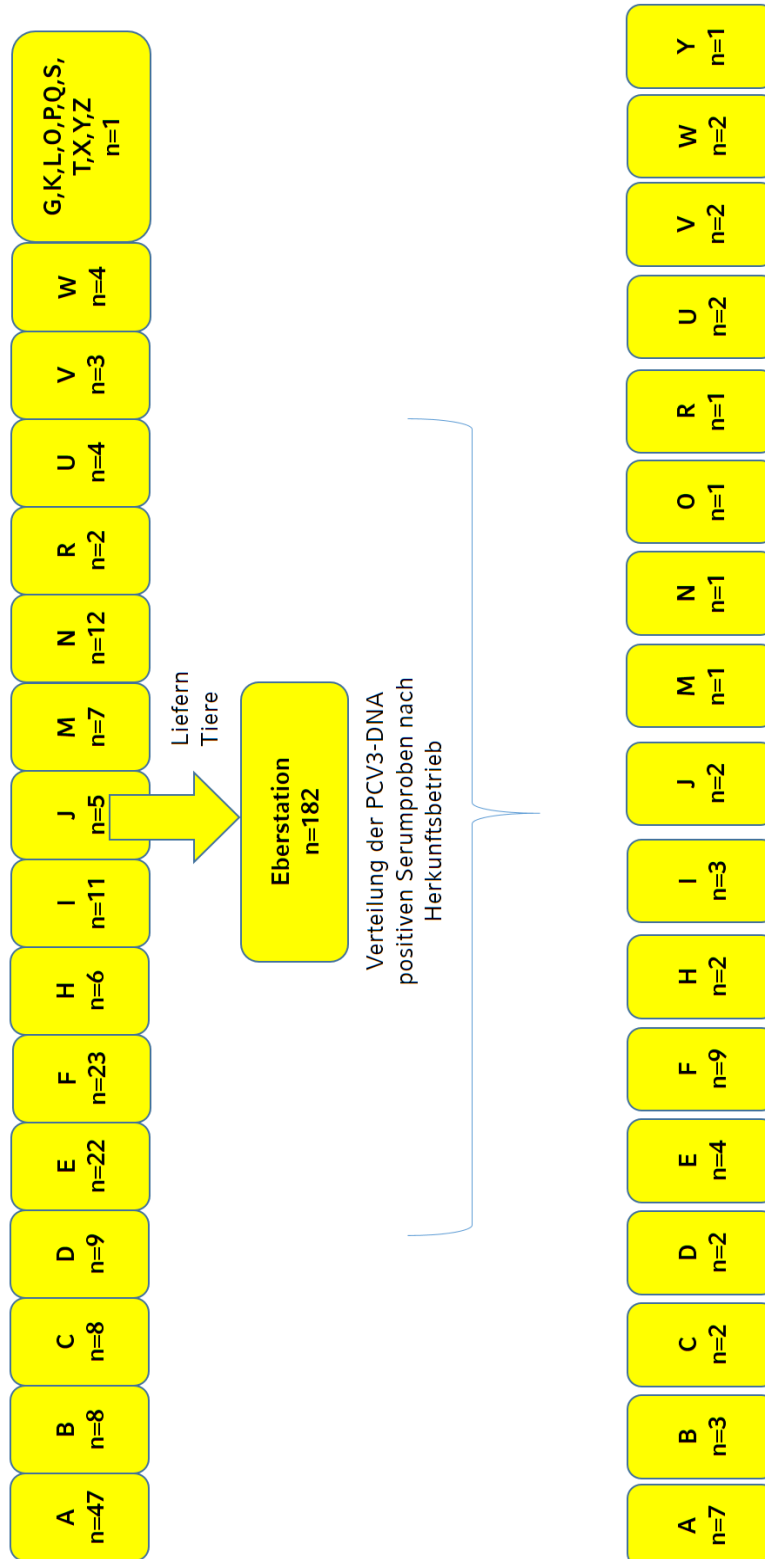 A
n=47
B
n=8
C
n=8
D
n=9
E
n=22
F
n=23
H
n=6
I
n=11
J
n=5
M
n=7
N
n=12
R
n=2
U
n=4
V
n=3
W
n=4
G,K,L,O,P,Q,S,
T,X,Y,Z
n=1
Liefern
Tiere
Eberstation
n=182
Verteilung der PCV3-DNA
positiven Serumproben nach
Herkunftsbetrieb
A
n=7
B
n=3
C
n=2
D
n=2
E
n=4
F
n=9
H
n=2
I
n=3
J
n=2
M
n=1
N
n=1
O
n=1
R
n=1
U
n=2
V
n=2
W
n=2
Y
n=1